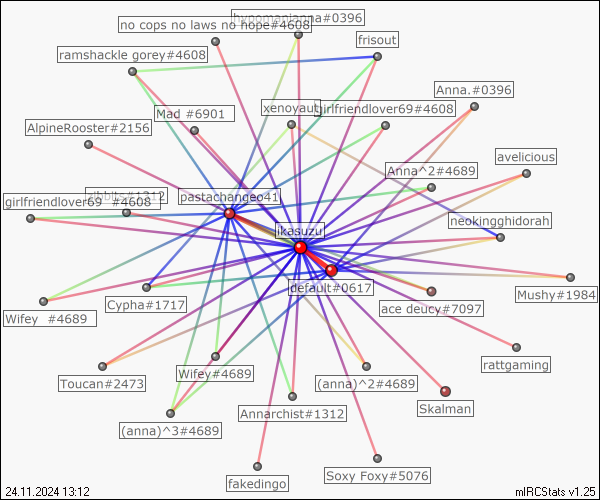 no cops no laws no hope#4608
hypomanianna#0396
ramshackle gorey#4608
frisout
Anna.#0396
Mad #6901
xenoyaut
girlfriendlover69#4608
AlpineRooster#2156
avelicious
Anna^2#4689
girlfriendlover69  #4608
pastachangeo41
ikasuzu
neokingghidorah
default#0617
Mushy#1984
Cypha#1717
ace deucy#7097
Wifey  #4689
rattgaming
Wifey#4689
Toucan#2473
(anna)^2#4689
Skalman
Annarchist#1312
(anna)^3#4689
fakedingo
Soxy Foxy#5076
24.11.2024 13:12
mIRCStats v1.25